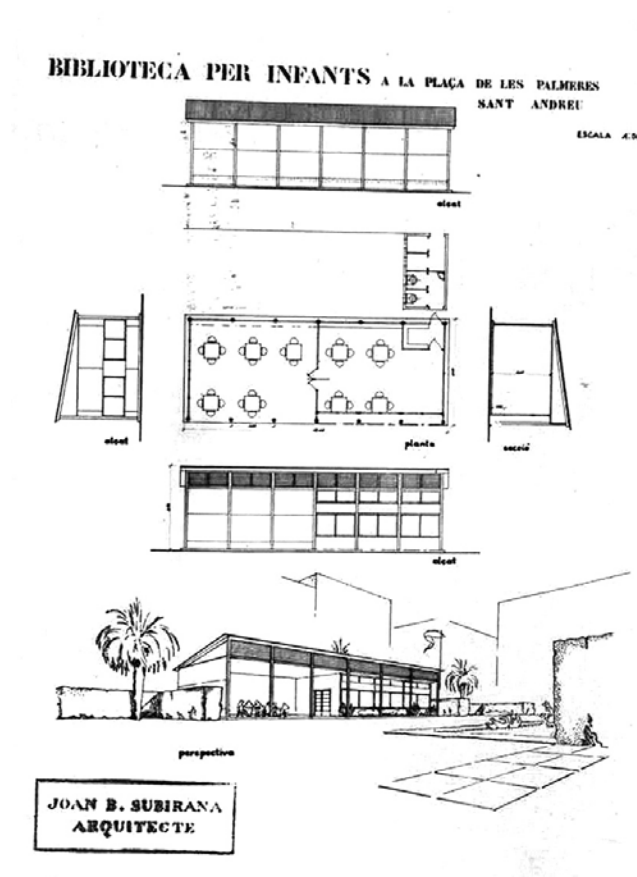 BIBLIOTECA PER INFANTS A LA PLAÇA DE LES PALMERES
SANT ANDREU
ESCALA
alçat
alçat
planta
secció
alçat
perspectiva
JOAN B. SUBIRANA
ARQUITECTE